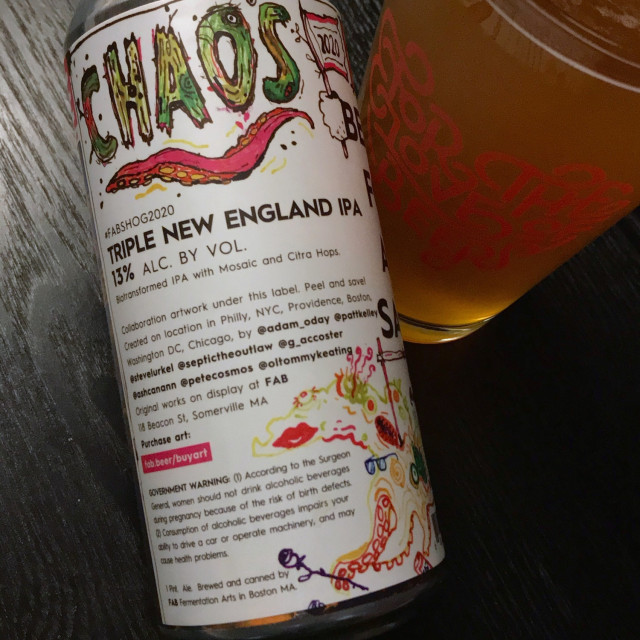 CHAOS
2020
#FABSHOG2020
TRIPLE NEW ENGLAND IPA
13% ALC. BY VOL.
Biotransformed IPA with Mosaic and Citra Hops.
Collaboration artwork under this label. Peel and save!
Created on location in Philly, NYC, Providence, Boston,
Washington DC, Chicago, by @adam_oday @pattkelley
@stevelurkel @septictheoutlaw @g_accoster
@ashcanann @petecosmos @oltommykeating
Original works on display at FAB
118 Beacon St, Somerville MA
Purchase art:
fab.beer/buyart
GOVERNMENT WARNING: (1) According to the Surgeon
General, women should not drink alcoholic beverages
during pregnancy because of the risk of birth defects.
(2) Consumption of alcoholic beverages impairs your
ability to drive a car or operate machinery, and may
cause health problems.
1 Pint. Ale. Brewed and canned by
FAB Fermentation Arts in Boston MA.